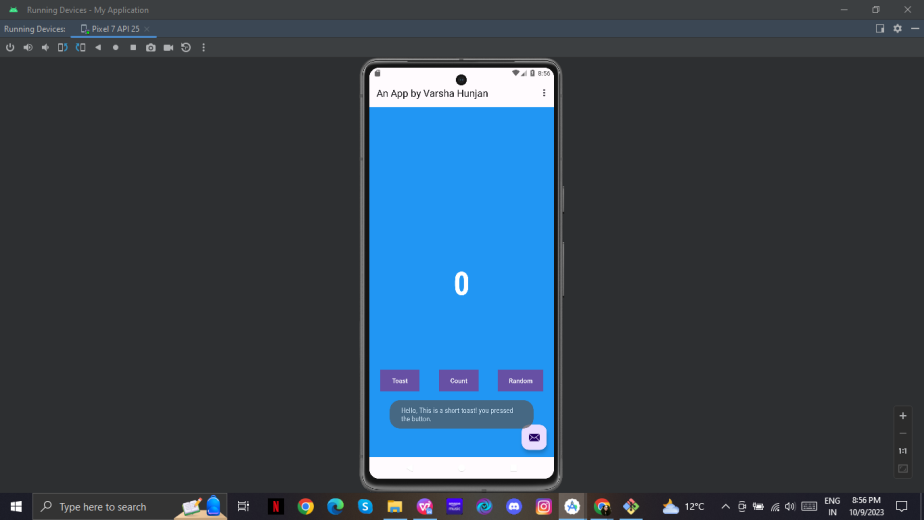 Running Devices - My Application
Running Devices: Pixel 7 API 25
8:56
An App by Varsha Hunjan
0
Toast Count Random
Hello, This is a short toast! you pressed
the button.
1:1
Type here to search
12°C
ENG
IN
8:56 PM
10/9/2023